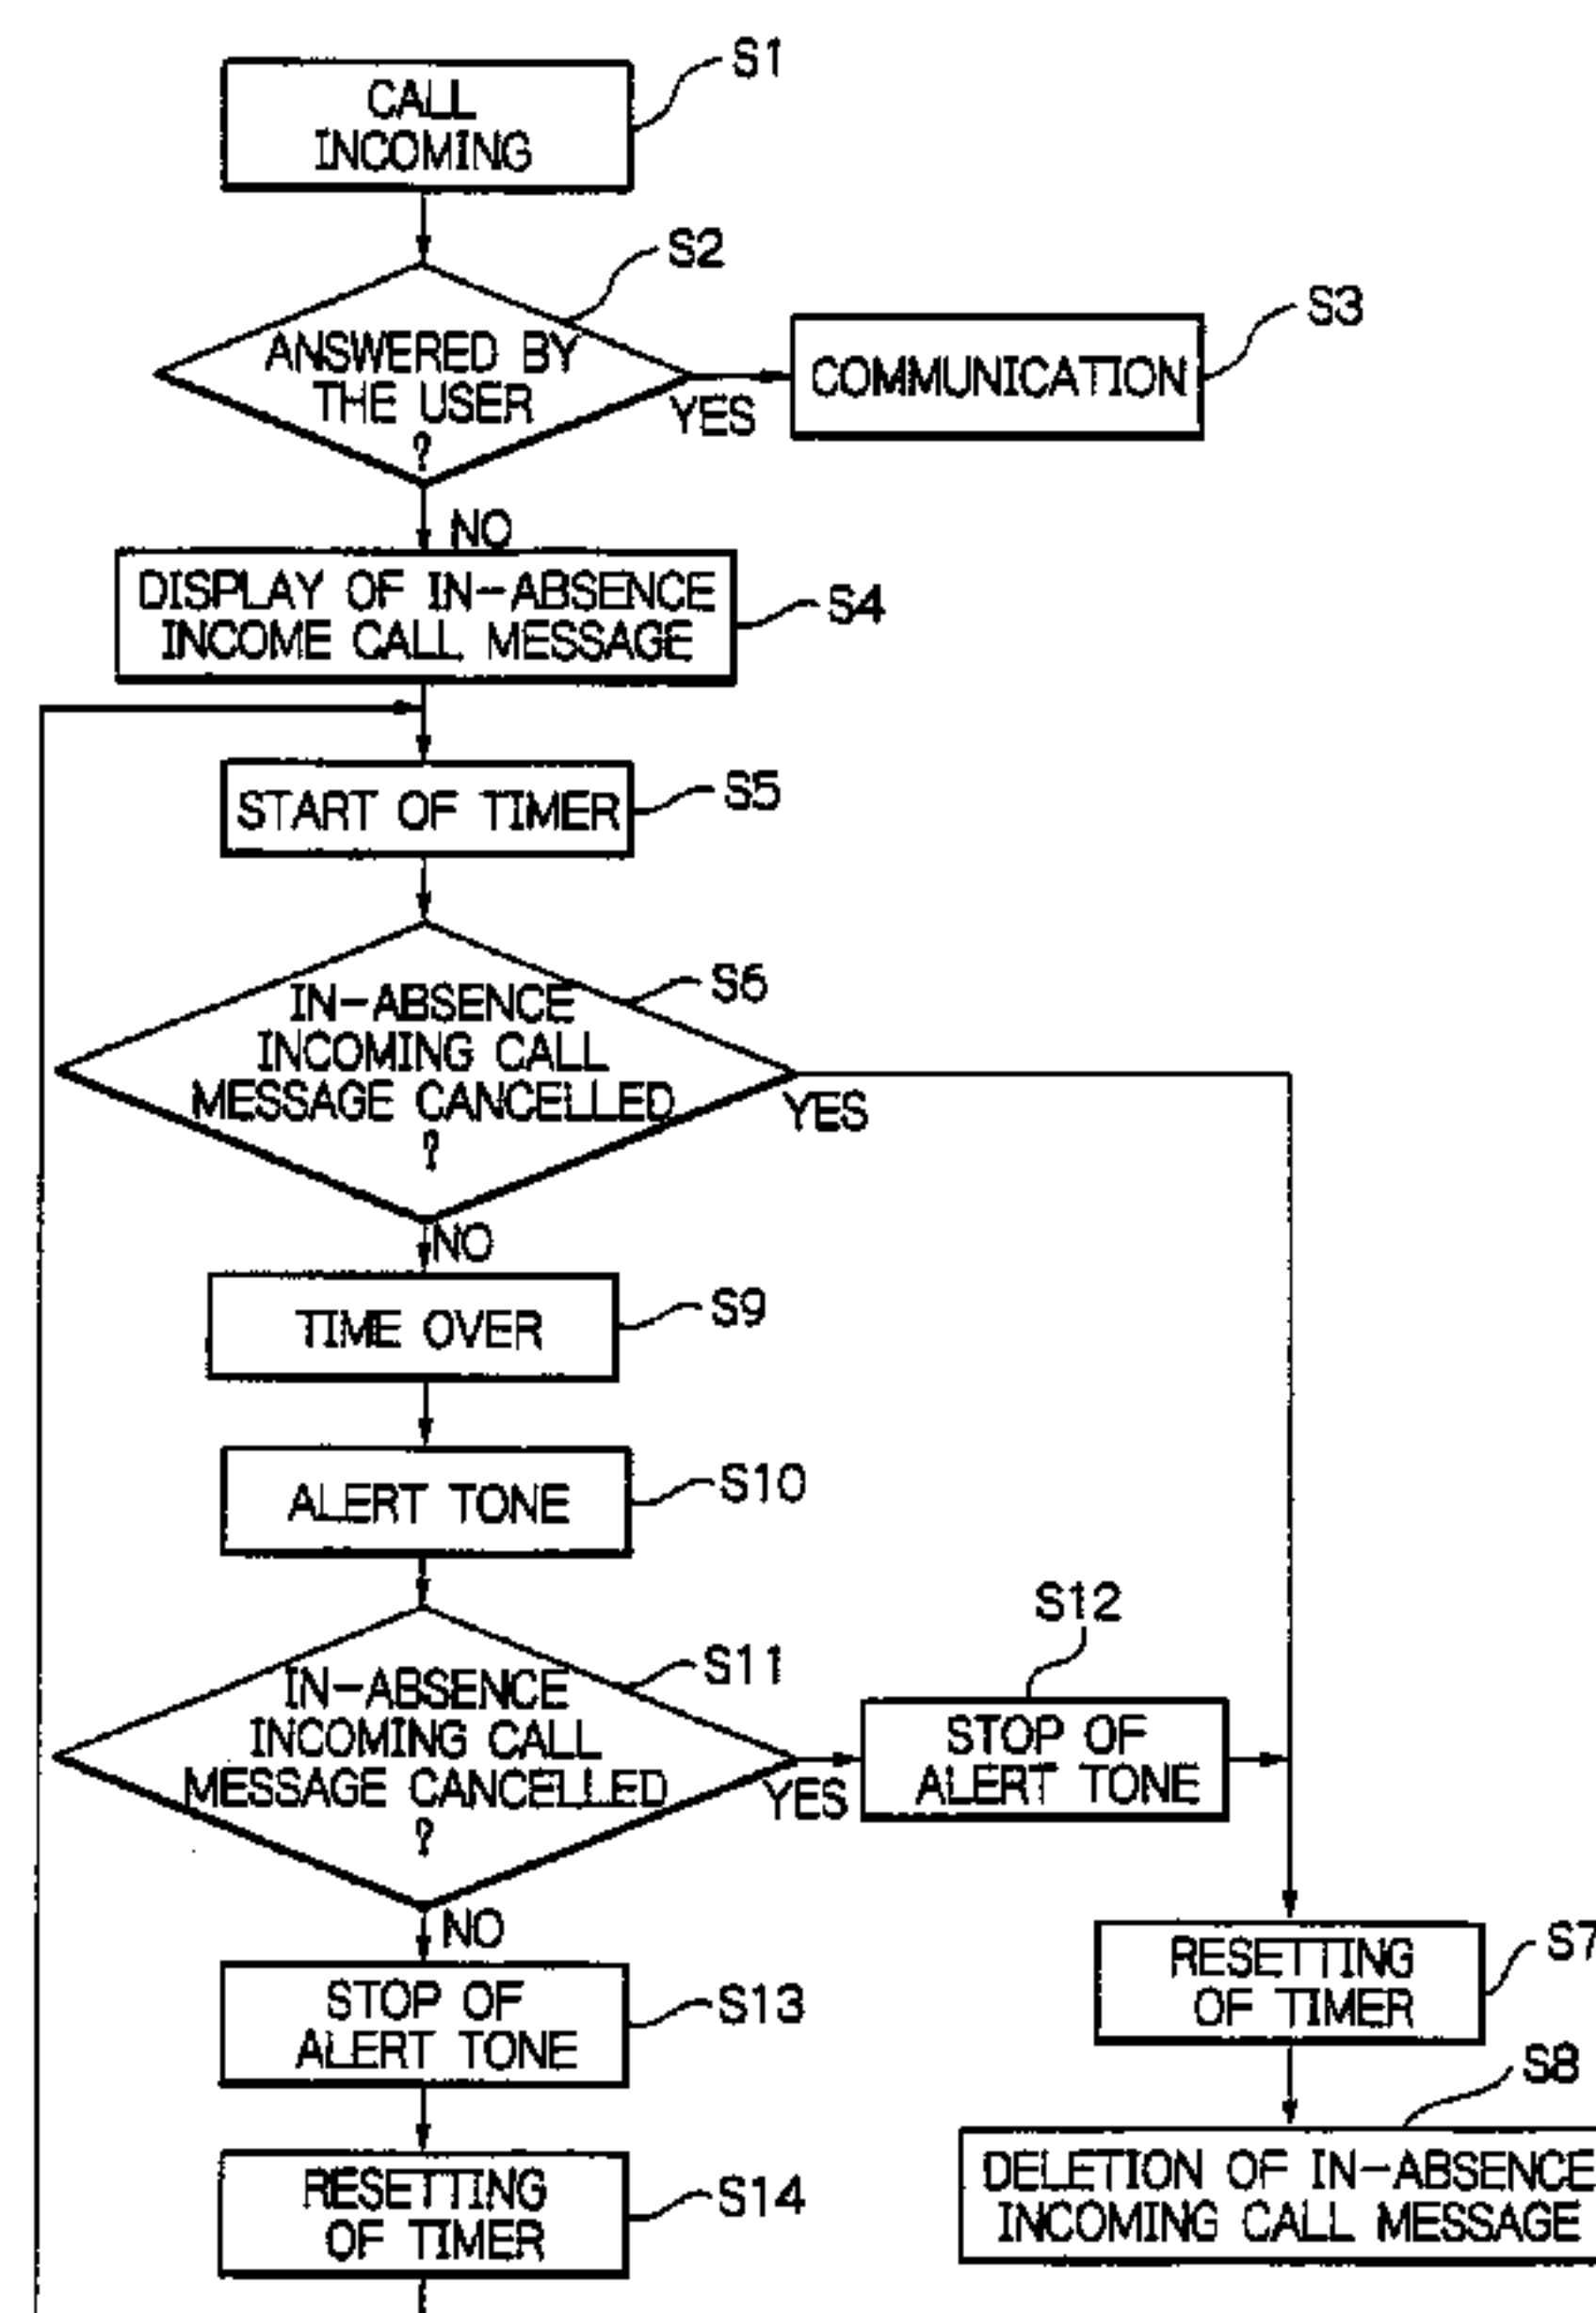 S1
CALL
INCOMING
S2
ANSWERED BY
THE USER
?
YES
S3
COMMUNICATION
NO
DISPLAY OF IN-ABSENCE
INCOME CALL MESSAGE
S4
START OF TIMER
S5
IN-ABSENCE
INCOMING CALL
MESSAGE CANCELLED
?
S6
YES
NO
TIME OVER
S9
ALERT TONE
S10
IN-ABSENCE
INCOMING CALL
MESSAGE CANCELLED
?
S11
YES
S12
STOP OF
ALERT TONE
NO
STOP OF
ALERT TONE
S13
RESETTING
OF TIMER
S7
S8
DELETION OF IN-ABSENCE
INCOMING CALL MESSAGE
RESETTING
OF TIMER
S14